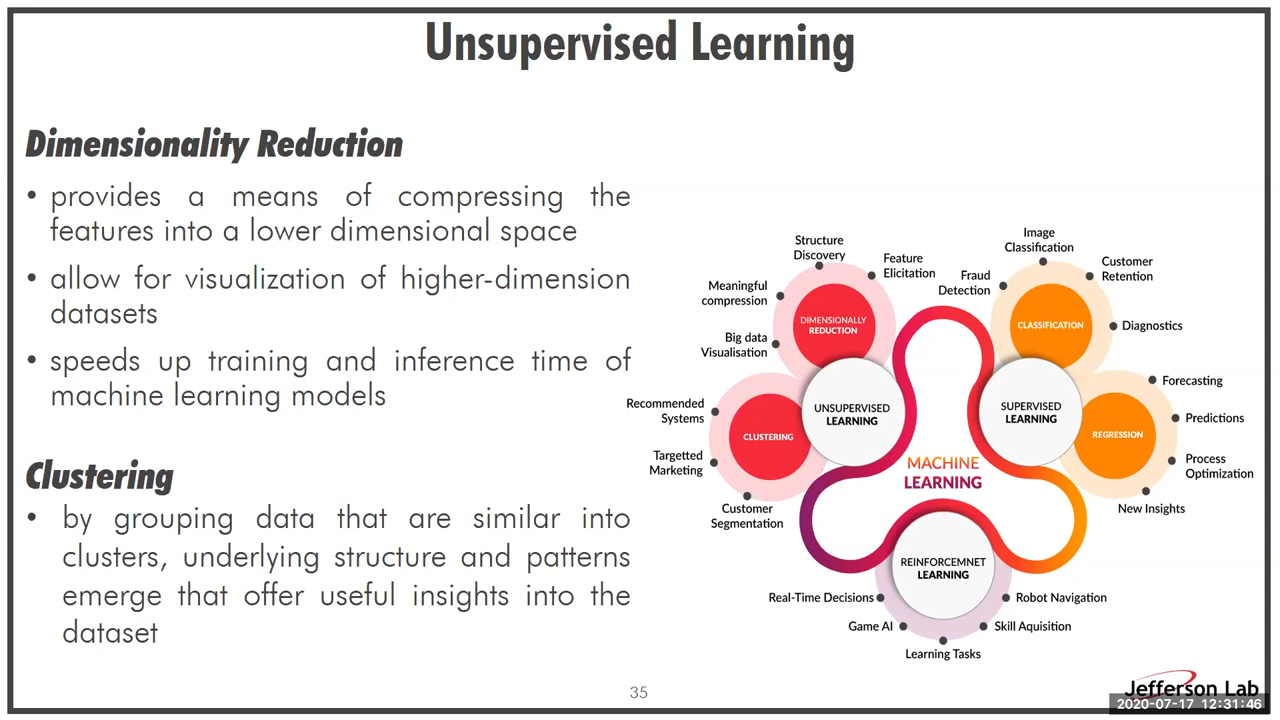 Unsupervised Learning
Dimensionality Reduction
• provides a means of compressing the
features into a lower dimensional space
• allow for visualization of higher-dimension
datasets
• speeds up training and inference time of
machine learning models
Clustering
• by grouping data that are similar into
clusters, underlying structure and patterns
emerge that offer useful insights into the
dataset
Structure
Discovery
Feature
Elicitation
Meaningful
compression
Big data
Visualisation
DIMENSIONALLY
REDUCTION
Recommended
Systems
Targetted
Marketing
Customer
Segmentation
CLUSTERING
UNSUPERVISED
LEARNING
Image
Classification
Customer
Retention
Fraud
Detection
Diagnostics
CLASSIFICATION
SUPERVISED
LEARNING
Forecasting
Predictions
Process
Optimization
New Insights
REGRESSION
MACHINE
LEARNING
REINFORCEMNET
LEARNING
Real-Time Decisions
Robot Navigation
Game AI
Skill Aquisition
Learning Tasks
35
Jefferson Lab
2020-07-17 12:31:46